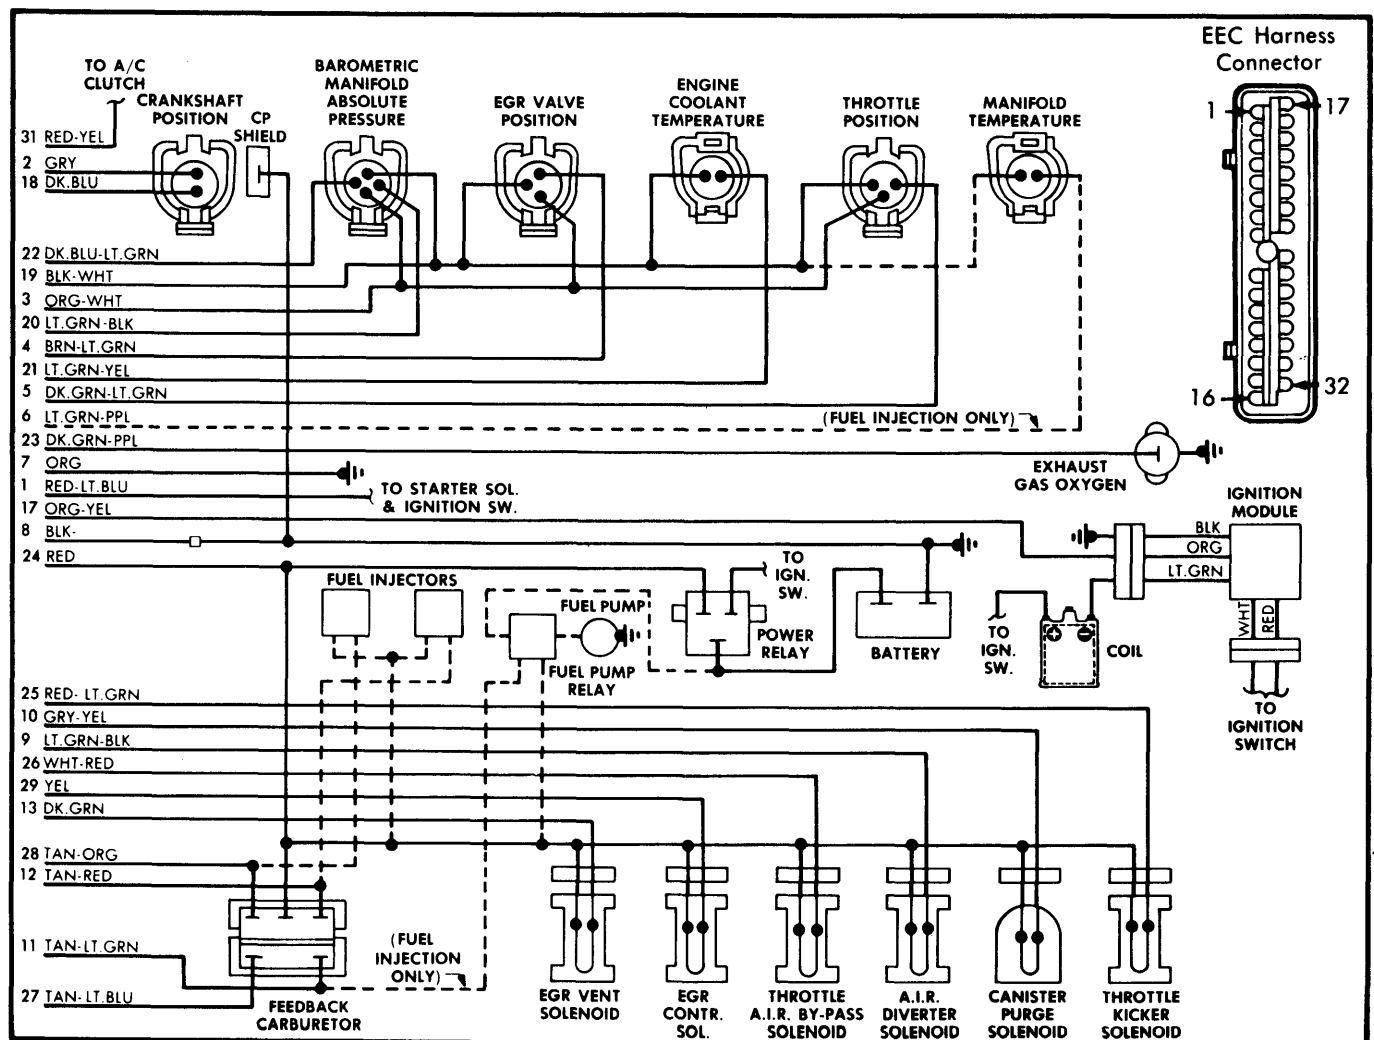 EEC Harness
Connector
1
17
16
32
TO A/C
CLUTCH
CRANKSHAFT
POSITION
CP
SHIELD
BAROMETRIC
MANIFOLD
ABSOLUTE
PRESSURE
EGR VALVE
POSITION
ENGINE
COOLANT
TEMPERATURE
THROTTLE
POSITION
MANIFOLD
TEMPERATURE
31 RED-YEL
2 GRY
18 DK.BLU
22 DK.BLU-LT.GRN
19 BLK-WHT
3 ORG-WHT
20 LT.GRN-BLK
4 BRN-LT.GRN
21 LT.GRN-YEL
5 DK.GRN-LT.GRN
6 LT.GRN-PPL
(FUEL INJECTION ONLY)
23 DK.GRN-PPL
7 ORG
1 RED-LT.BLU
TO STARTER SOL.
& IGNITION SW.
17 ORG-YEL
8 BLK-
24 RED
EXHAUST
GAS OXYGEN
IGNITION
MODULE
BLK
ORG
LT.GRN
WHT
RED
TO
IGNITION
SWITCH
FUEL INJECTORS
FUEL PUMP
FUEL PUMP
RELAY
TO
IGN.
SW.
POWER
RELAY
BATTERY
TO
IGN.
SW.
COIL
25 RED- LT.GRN
10 GRY-YEL
9 LT.GRN-BLK
26 WHT-RED
29 YEL
13 DK.GRN
28 TAN-ORG
12 TAN-RED
11 TAN-LT.GRN
27 TAN-LT.BLU
(FUEL
INJECTION
ONLY)
FEEDBACK
CARBURETOR
EGR VENT
SOLENOID
EGR
CONTR.
SOL.
THROTTLE
A.I.R. BY-PASS
SOLENOID
A.I.R.
DIVERTER
SOLENOID
CANISTER
PURGE
SOLENOID
THROTTLE
KICKER
SOLENOID